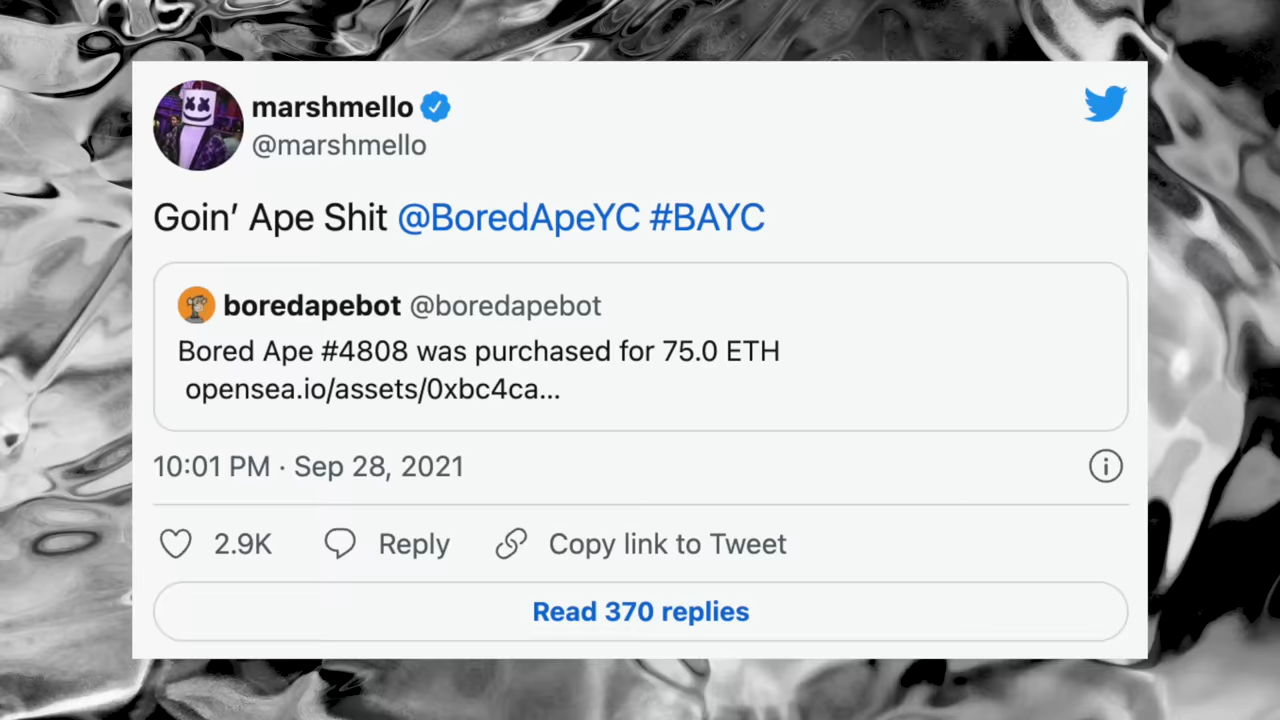 marshmello
@marshmello
Goin’ Ape Shit @BoredApeYC #BAYC
boredapebot @boredapebot
Bored Ape #4808 was purchased for 75.0 ETH
opensea.io/assets/0xbc4ca...
10:01 PM · Sep 28, 2021
2.9K Reply Copy link to Tweet
Read 370 replies